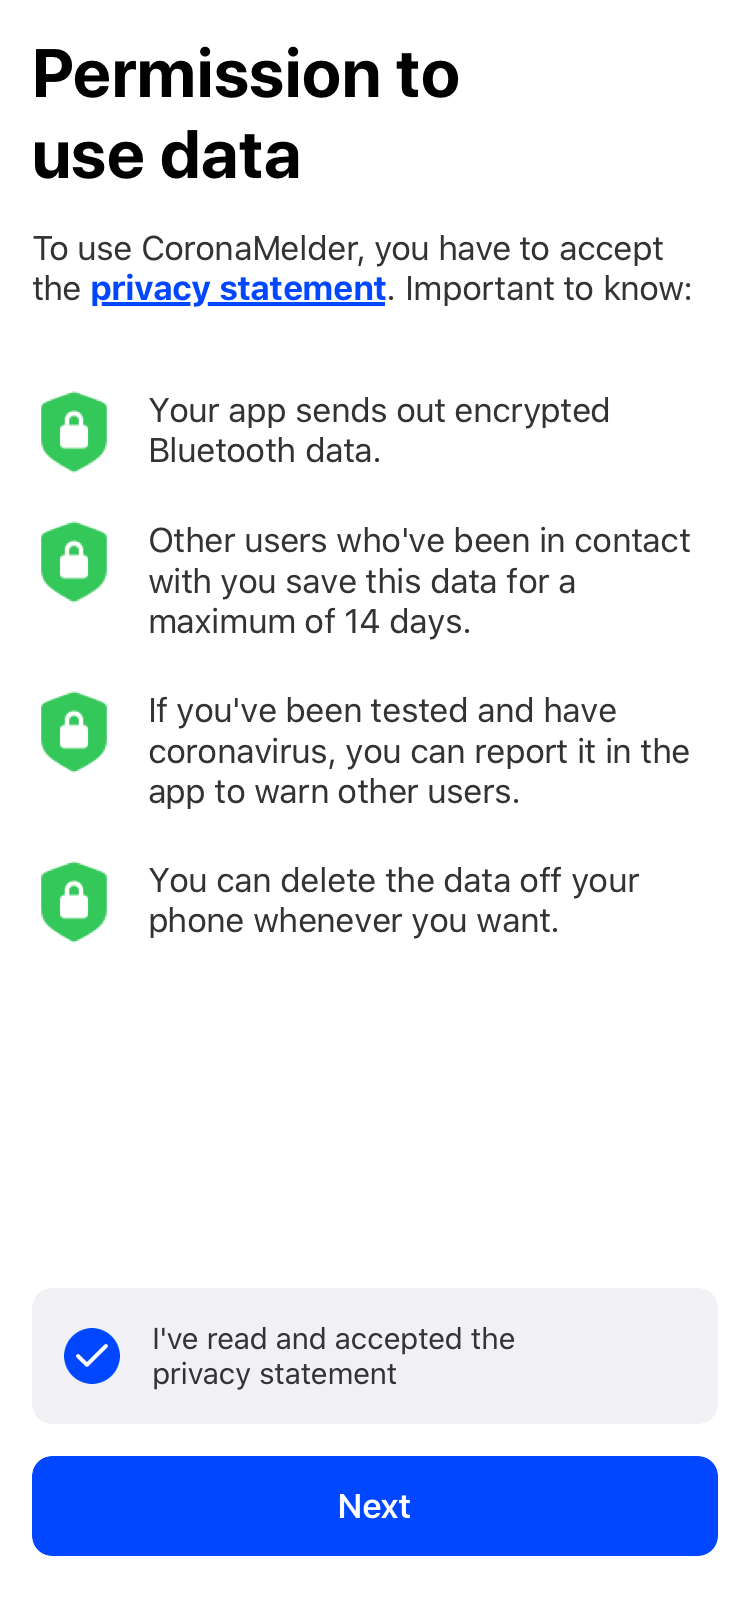 Permission to
use data
To use CoronaMelder, you have to accept
the privacy statement. Important to know:
Your app sends out encrypted
Bluetooth data.
Other users who've been in contact
with you save this data for a
maximum of 14 days.
If you've been tested and have
coronavirus, you can report it in the
app to warn other users.
You can delete the data off your
phone whenever you want.
I've read and accepted the
privacy statement
Next